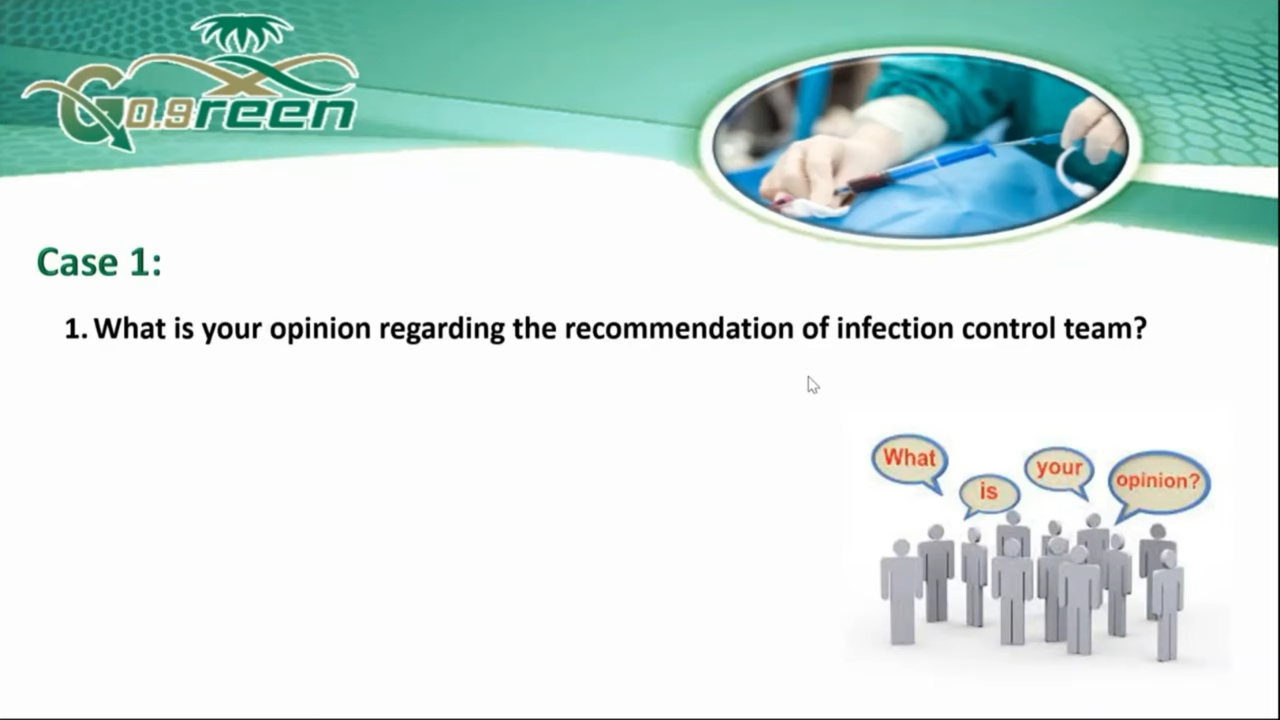 Go.green
Case 1:
1. What is your opinion regarding the recommendation of infection control team?
What
is
your
opinion?